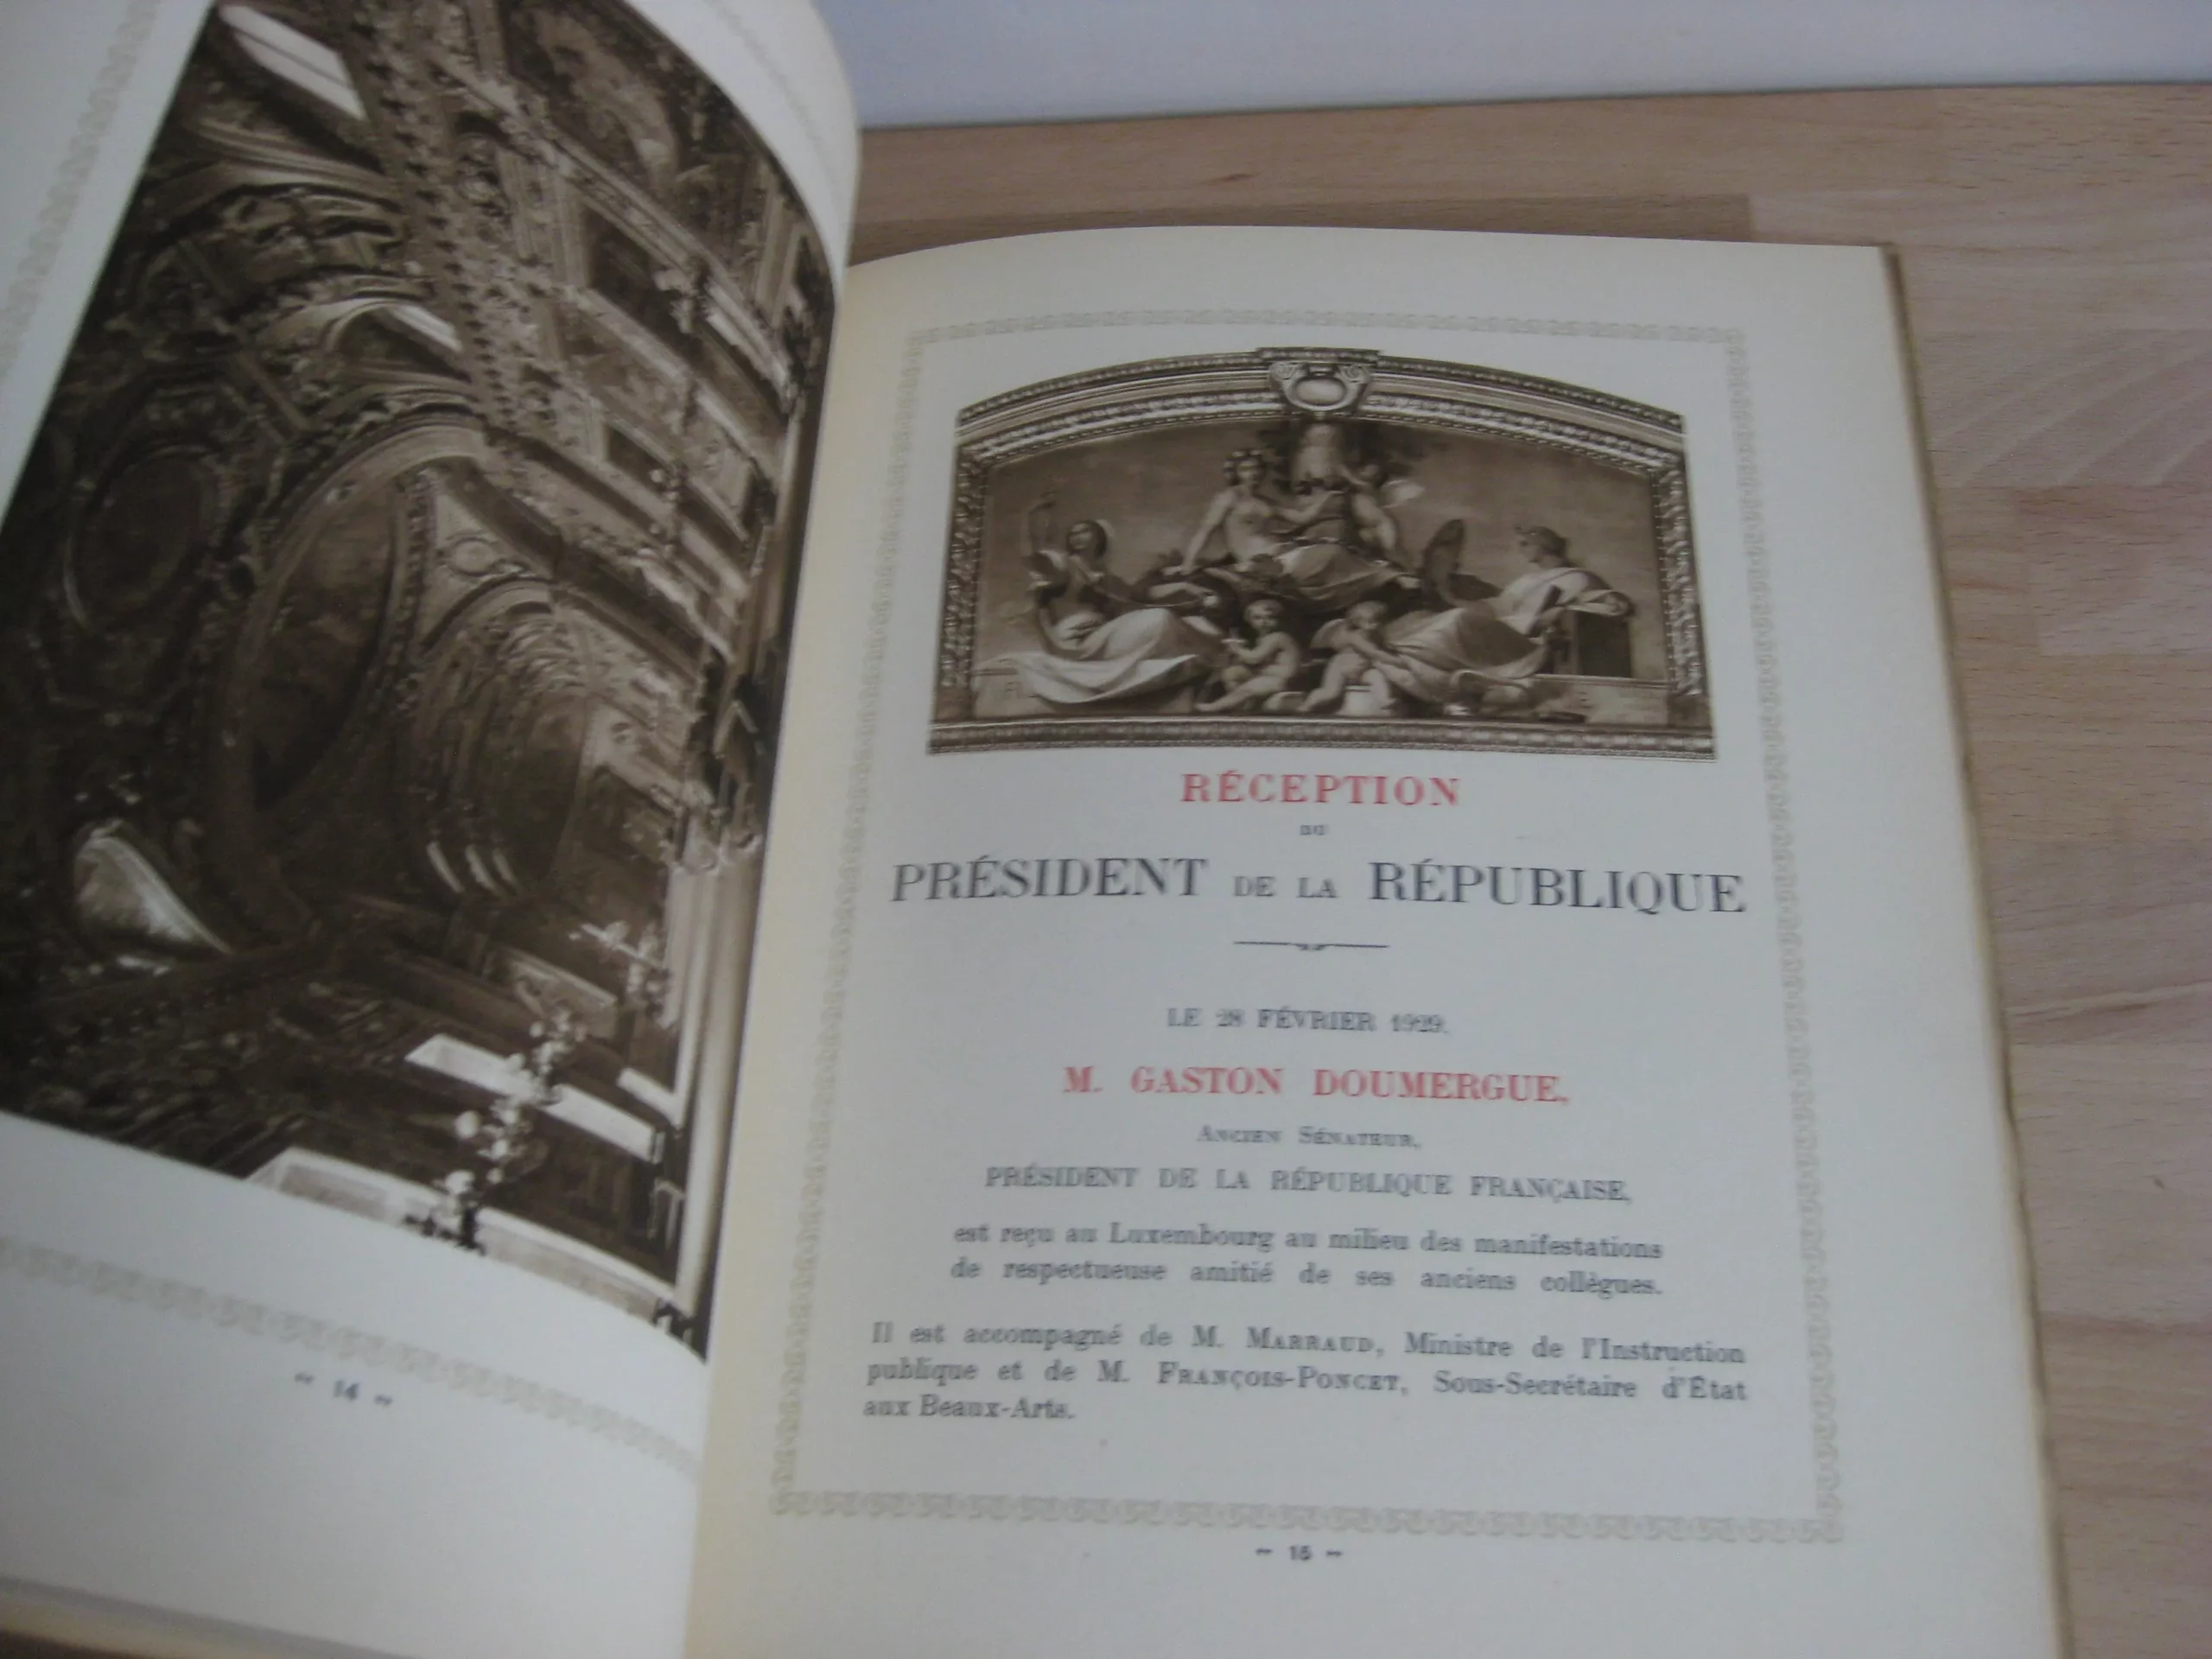 ~ 14 ~
RÉCEPTION
DU
PRÉSIDENT DE LA RÉPUBLIQUE
LE 28 FÉVRIER 1929.
M. GASTON DOUMERGUE,
ANCIEN SÉNATEUR,
PRÉSIDENT DE LA RÉPUBLIQUE FRANÇAISE,
est reçu au Luxembourg au milieu des manifestations
de respectueuse amitié de ses anciens collègues.
Il est accompagné de M. MARRAUD, Ministre de l'Instruction
publique et de M. FRANÇOIS-PONCET, Sous-Secrétaire d'État
aux Beaux-Arts.
~ 15 ~